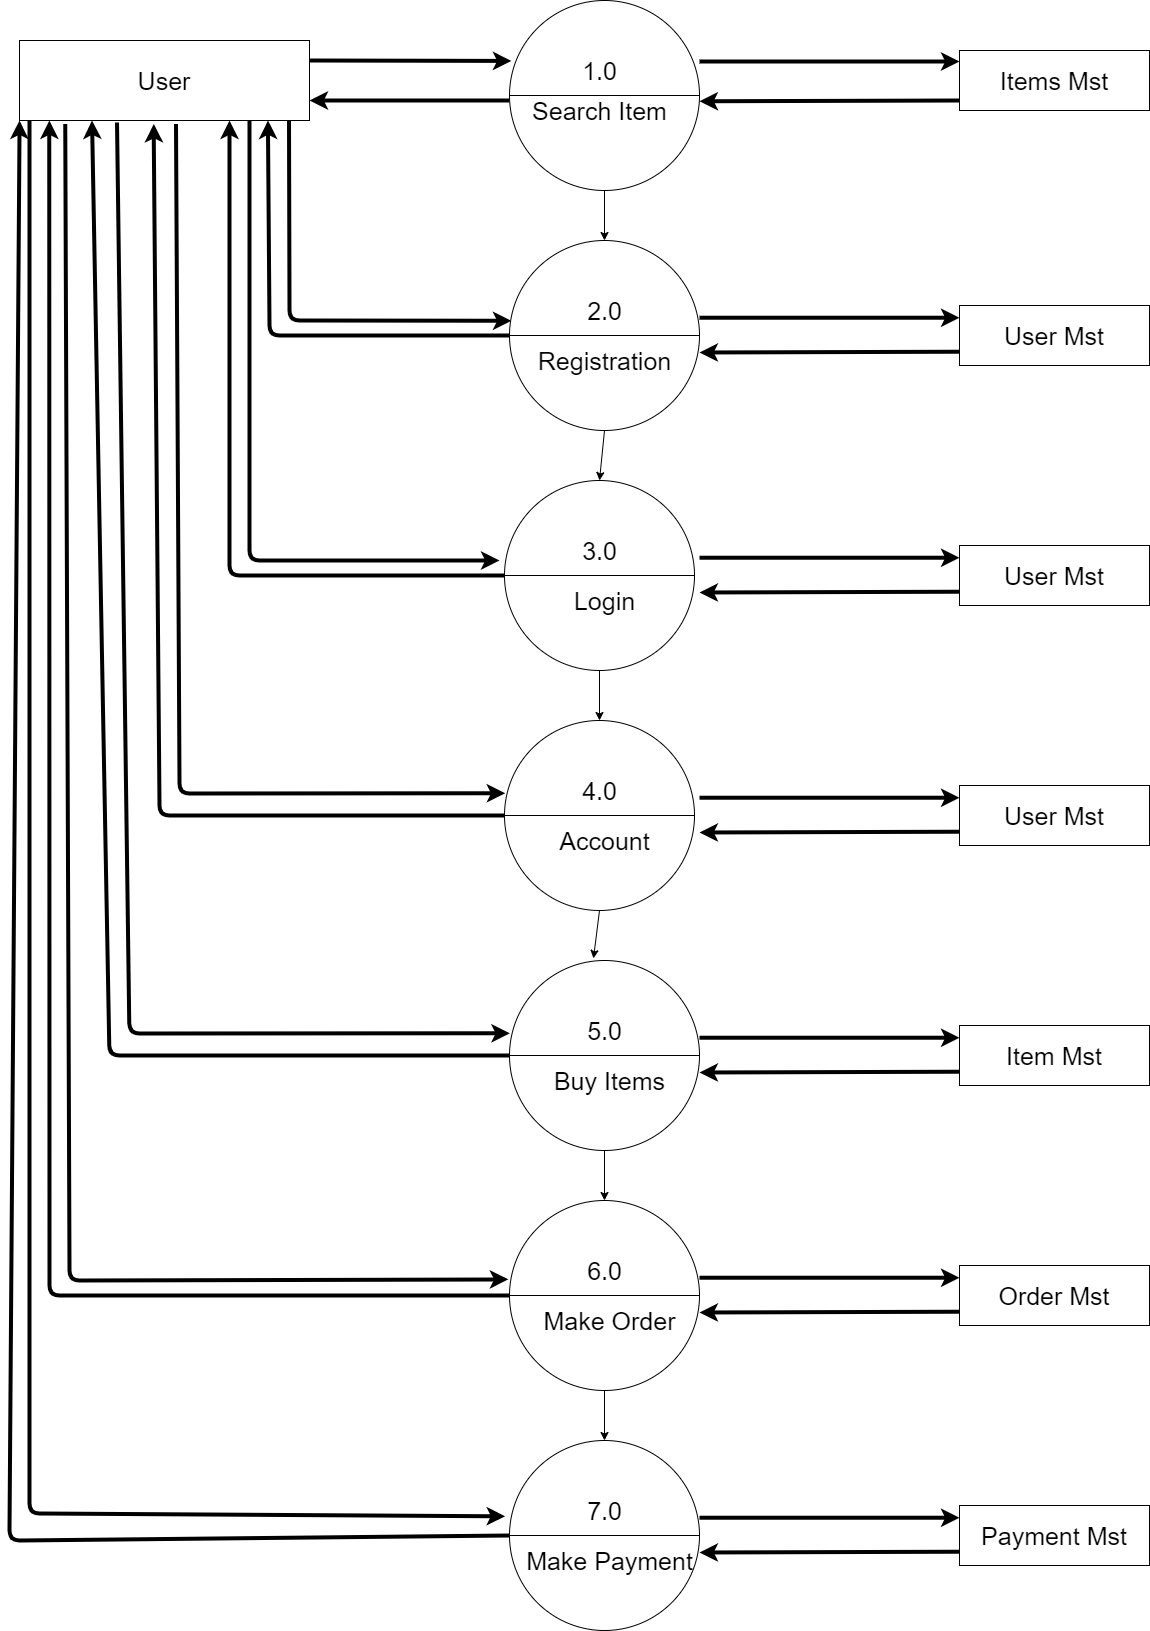 User
1.0
Search Item
Items Mst
2.0
Registration
User Mst
3.0
Login
User Mst
4.0
Account
User Mst
5.0
Buy Items
Item Mst
6.0
Make Order
Order Mst
7.0
Make Payment
Payment Mst